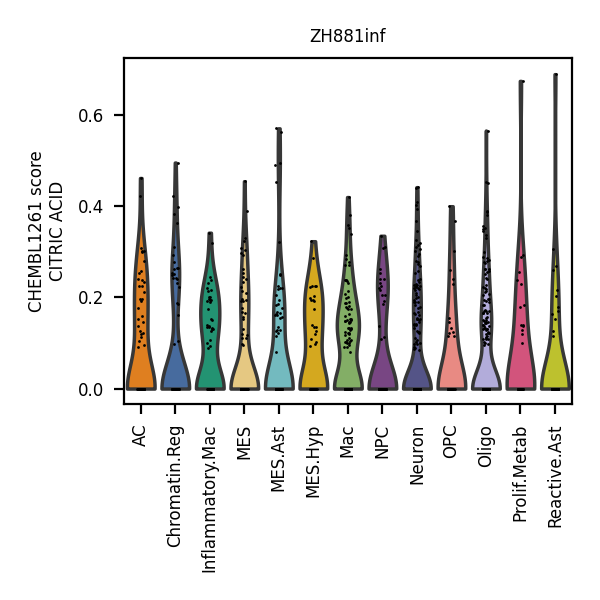 ZH881inf
CHEMBL1261 score
CITRIC ACID
0.6
0.4
0.2
0.0
AC
Chromatin.Reg
Inflammatory.Mac
MES
MES.Ast
MES.Hyp
Mac
NPC
Neuron
OPC
Oligo
Prolif.Metab
Reactive.Ast